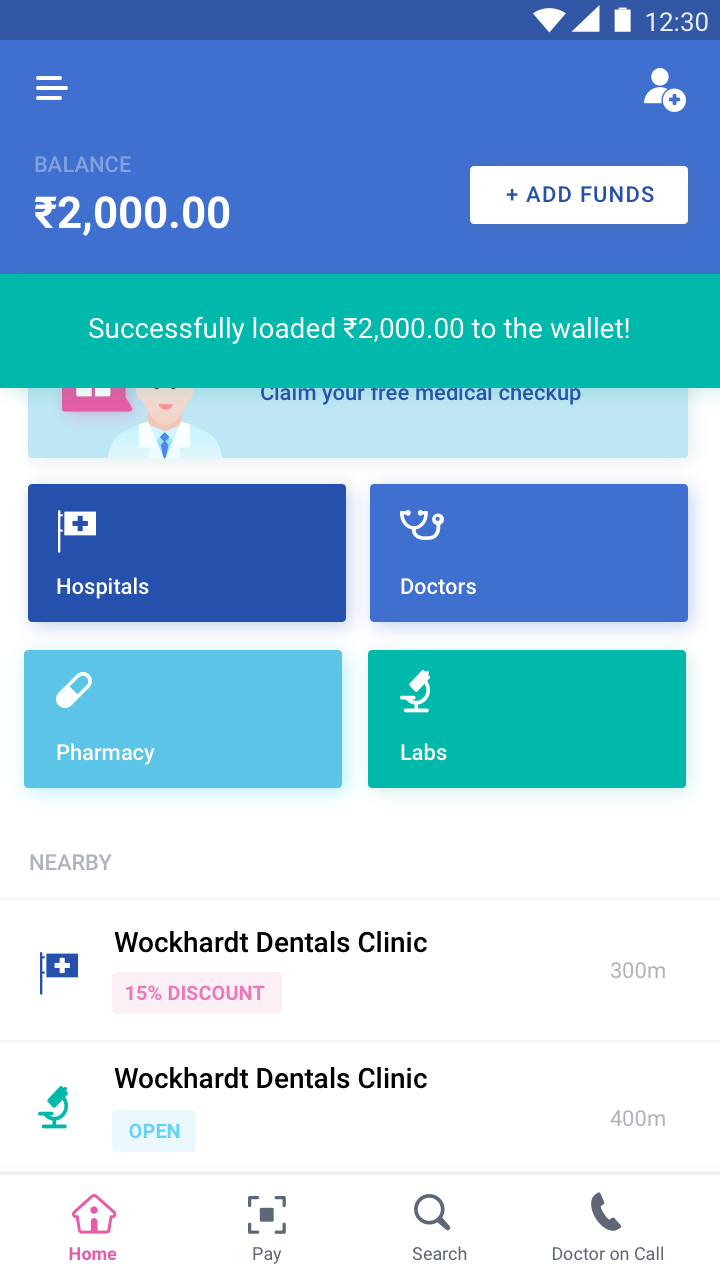 12:30
BALANCE
₹2,000.00
+ ADD FUNDS
Successfully loaded ₹2,000.00 to the wallet!
Claim your free medical checkup
Hospitals
Doctors
Pharmacy
Labs
NEARBY
Wockhardt Dentals Clinic
15% DISCOUNT
300m
Wockhardt Dentals Clinic
OPEN
400m
Home
Pay
Search
Doctor on Call